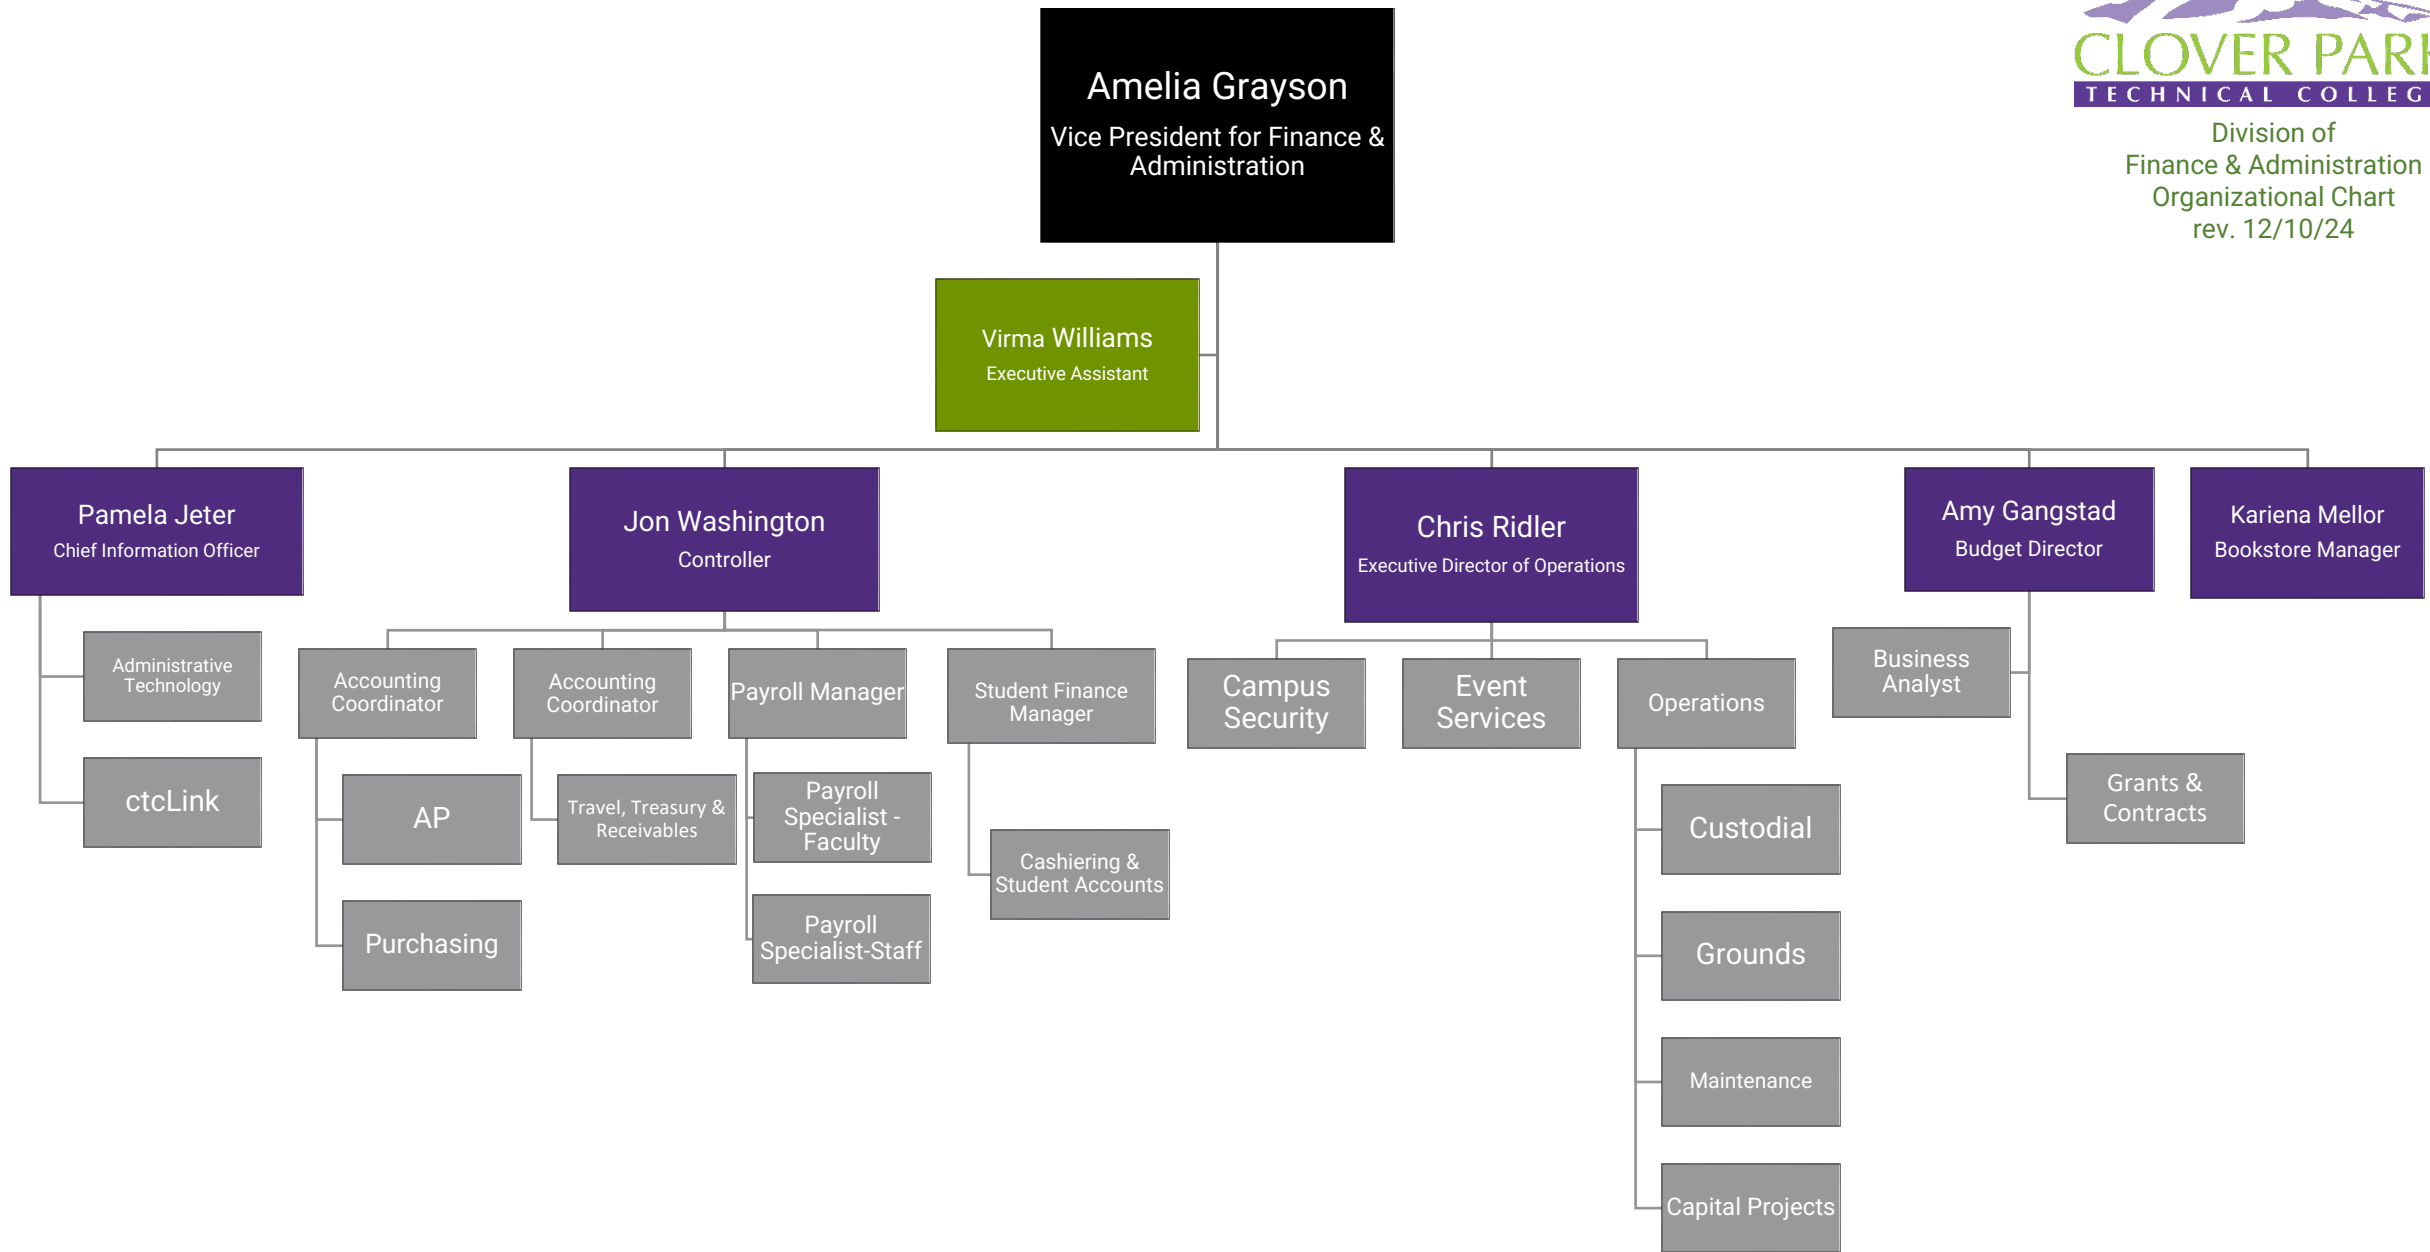 Amelia Grayson
Vice President for Finance &
Administration
CLOVER PARK
TECHNICAL COLLEG
Division of
Finance & Administration
Organizational Chart
rev. 12/10/24
Virma Williams
Executive Assistant
Pamela Jeter
Chief Information Officer
Jon Washington
Controller
Chris Ridler
Executive Director of Operations
Amy Gangstad
Budget Director
Kariena Mellor
Bookstore Manager
Administrative
Technology
ctcLink
Accounting
Coordinator
AP
Purchasing
Accounting
Coordinator
Travel, Treasury &
Receivables
Payroll Manager
Payroll
Specialist -
Faculty
Payroll
Specialist-Staff
Student Finance
Manager
Cashiering &
Student Accounts
Campus
Security
Event
Services
Operations
Custodial
Grounds
Maintenance
Capital Projects
Business
Analyst
Grants &
Contracts